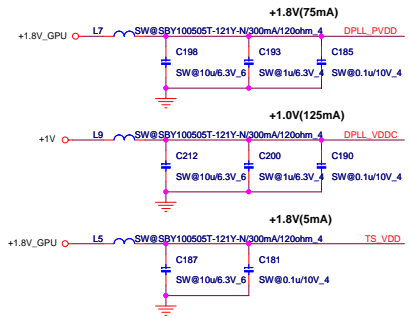 +1.8V(75mA)
+1.8V_GPU L7 SW@SBY100505T-121Y-N/300mA/120ohm_4 DPLL_PVDD
C198 C193 C185
SW@10u/6.3V_6 SW@1u/6.3V_4 SW@0.1u/10V_4
+1.0V(125mA)
+1V L9 SW@SBY100505T-121Y-N/300mA/120ohm_4 DPLL_VDDC
C212 C200 C190
SW@10u/6.3V_6 SW@1u/6.3V_4 SW@0.1u/10V_4
+1.8V(5mA)
+1.8V_GPU L5 SW@SBY100505T-121Y-N/300mA/120ohm_4 TS_VDD
C187 C181
SW@10u/6.3V_6 SW@0.1u/10V_4